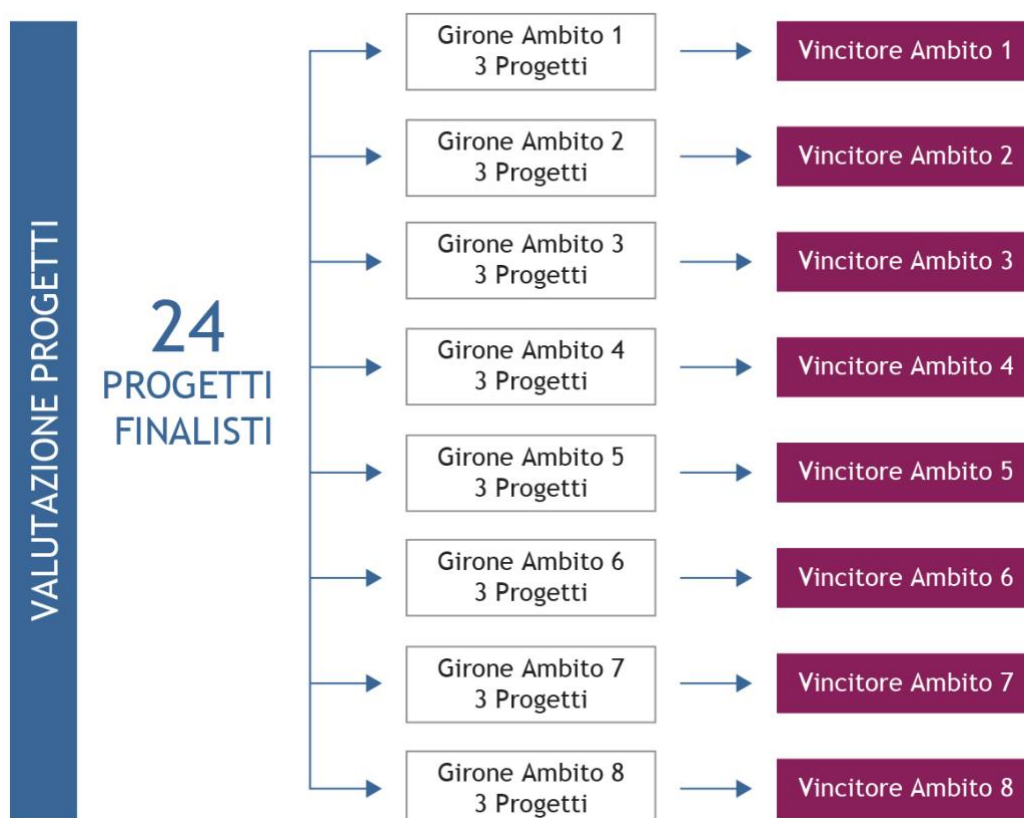 VALUTAZIONE PROGETTI
24
PROGETTI
FINALISTI
Girone Ambito 1
3 Progetti
Vincitore Ambito 1
Girone Ambito 2
3 Progetti
Vincitore Ambito 2
Girone Ambito 3
3 Progetti
Vincitore Ambito 3
Girone Ambito 4
3 Progetti
Vincitore Ambito 4
Girone Ambito 5
3 Progetti
Vincitore Ambito 5
Girone Ambito 6
3 Progetti
Vincitore Ambito 6
Girone Ambito 7
3 Progetti
Vincitore Ambito 7
Girone Ambito 8
3 Progetti
Vincitore Ambito 8